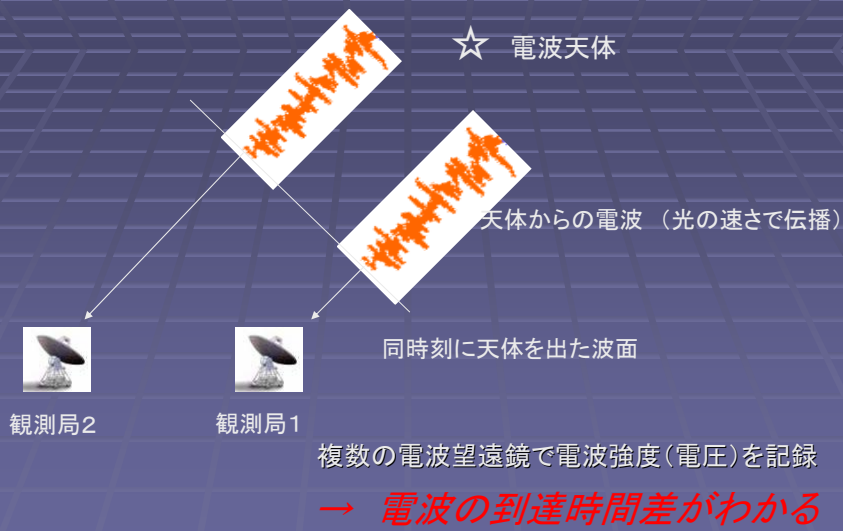 ☆ 電波天体
天体からの電波 （光の速さで伝播）
同時刻に天体を出た波面
観測局２
観測局１
複数の電波望遠鏡で電波強度（電圧）を記録
→ 電波の到達時間差がわかる